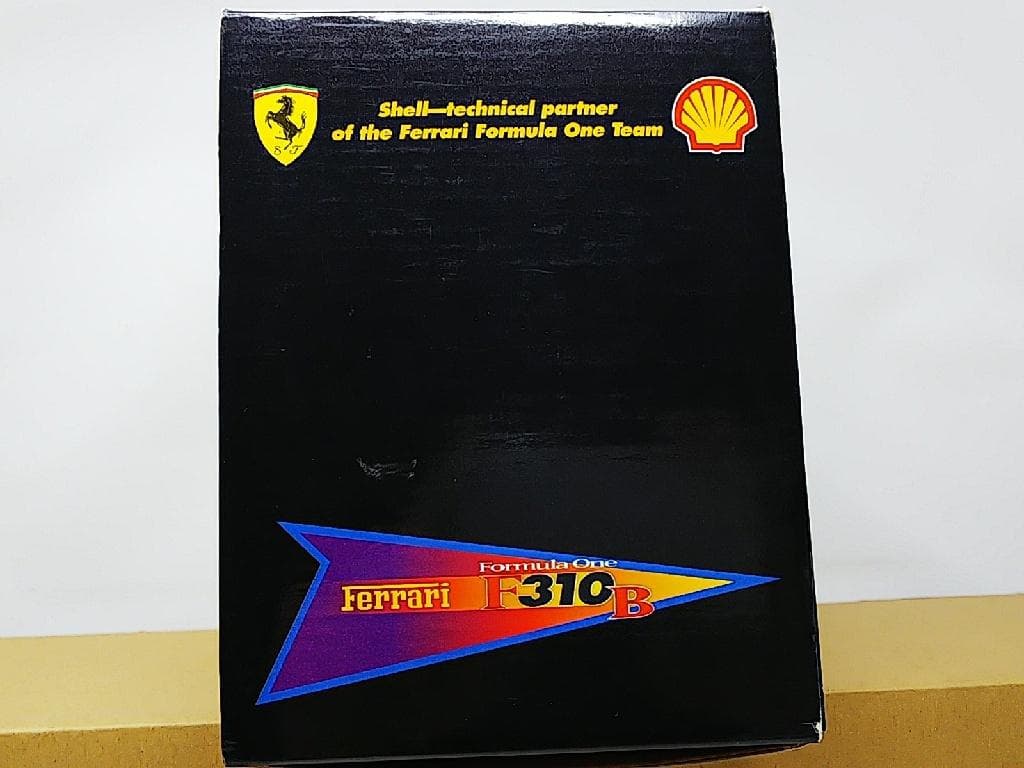 Shell—technical partner
of the Ferrari Formula One Team
S F
Formula One
Ferrari F310B